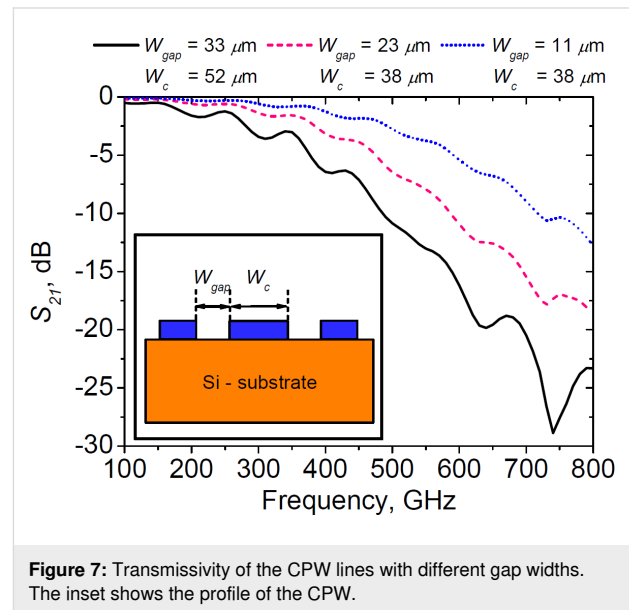 W_gap = 33 μm W_gap = 23 μm W_gap = 11 μm
W_c = 52 μm W_c = 38 μm W_c = 38 μm
0
-5
-10
-15
-20
-25
-30
S_21, dB
W_gap W_c
Si - substrate
100 200 300 400 500 600 700 800
Frequency, GHz
Figure 7: Transmissivity of the CPW lines with different gap widths.
The inset shows the profile of the CPW.